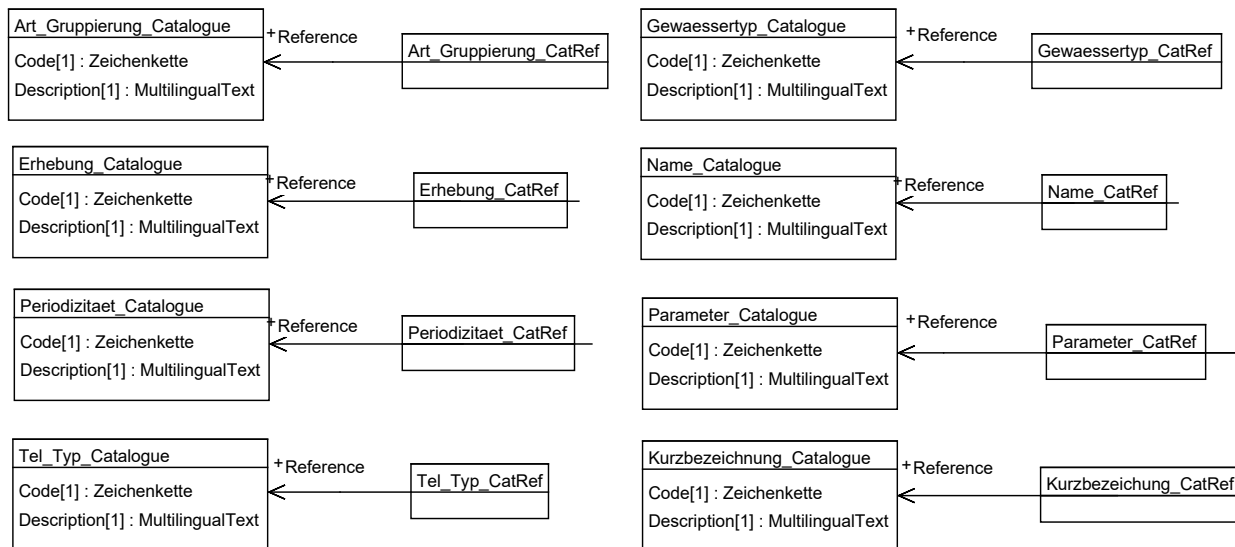 Art_Gruppierung_Catalogue
Code[1] : Zeichenkette
Description[1] : MultilingualText
+Reference
Art_Gruppierung_CatRef
Gewaessertyp_Catalogue
Code[1] : Zeichenkette
Description[1] : MultilingualText
+Reference
Gewaessertyp_CatRef
Erhebung_Catalogue
Code[1] : Zeichenkette
Description[1] : MultilingualText
+Reference
Erhebung_CatRef
Name_Catalogue
Code[1] : Zeichenkette
Description[1] : MultilingualText
+Reference
Name_CatRef
Periodizitaet_Catalogue
Code[1] : Zeichenkette
Description[1] : MultilingualText
+Reference
Periodizitaet_CatRef
Parameter_Catalogue
Code[1] : Zeichenkette
Description[1] : MultilingualText
+Reference
Parameter_CatRef
Tel_Typ_Catalogue
Code[1] : Zeichenkette
Description[1] : MultilingualText
+Reference
Tel_Typ_CatRef
Kurzbezeichnung_Catalogue
Code[1] : Zeichenkette
Description[1] : MultilingualText
+Reference
Kurzbezeichung_CatRef